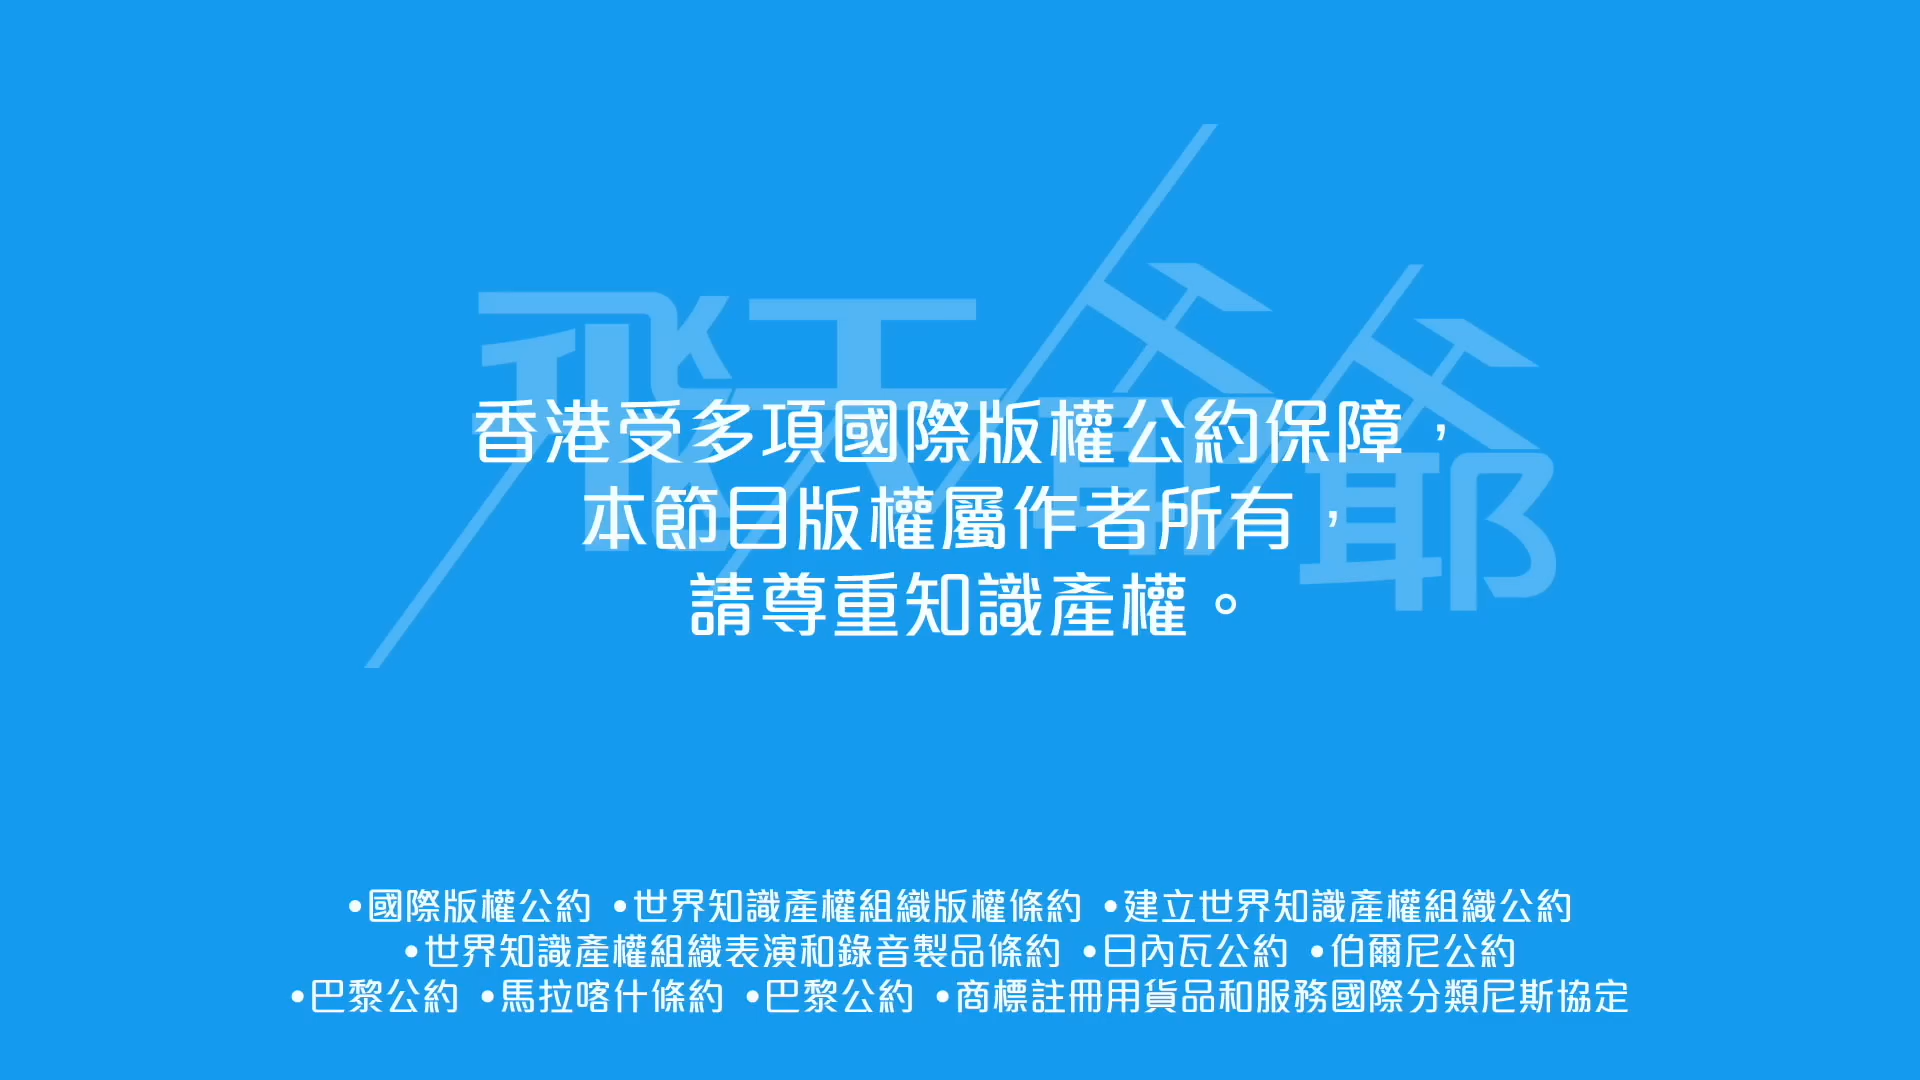 飛天爺爺
香港受多項國際版權公約保障，
本節目版權屬作者所有，
請尊重知識產權。
•國際版權公約 •世界知識產權組織版權條約 •建立世界知識產權組織公約
•世界知識產權組織表演和錄音製品條約 •日內瓦公約 •伯爾尼公約
•巴黎公約 •馬拉喀什條約 •巴黎公約 •商標註冊用貨品和服務國際分類尼斯協定